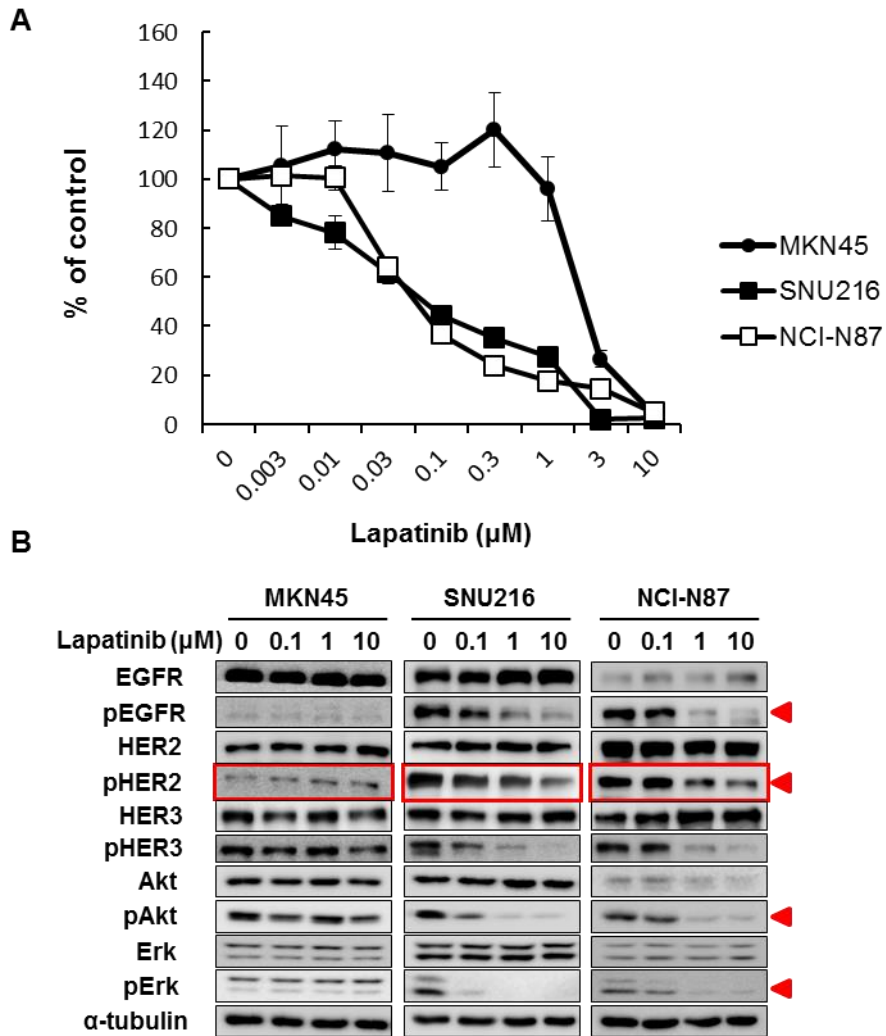 A
160
140
120
100
80
60
40
20
0
% of control
0 0.003 0.01 0.03 0.1 0.3 1 3 10
Lapatinib (µM)
MKN45
SNU216
NCI-N87
B
MKN45 SNU216 NCI-N87
Lapatinib (µM) 0 0.1 1 10 0 0.1 1 10 0 0.1 1 10
EGFR
pEGFR
HER2
pHER2
HER3
pHER3
Akt
pAkt
Erk
pErk
α-tubulin